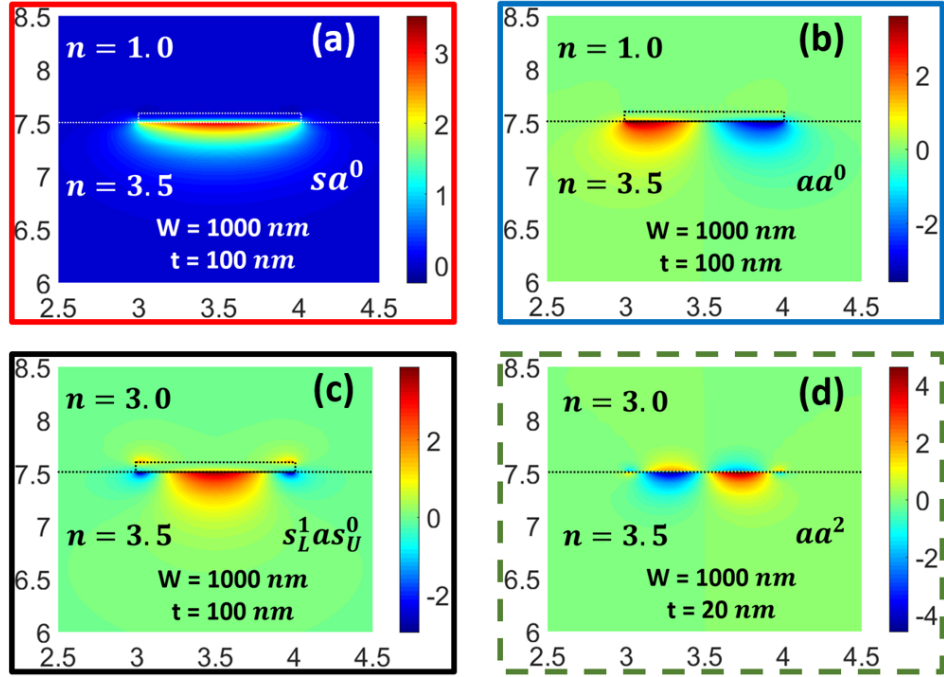 8.5
(a)
n = 1.0
8
7.5
7
n = 3.5
sa⁰
6.5
W = 1000 nm
t = 100 nm
6
2.5 3 3.5 4 4.5
3
2
1
0
8.5
(b)
n = 1.0
8
7.5
7
n = 3.5
aa⁰
6.5
W = 1000 nm
t = 100 nm
6
2.5 3 3.5 4 4.5
2
0
-2
8.5
(c)
n = 3.0
8
7.5
7
n = 3.5
s_L^1as_U^0
6.5
W = 1000 nm
t = 100 nm
6
2.5 3 3.5 4 4.5
2
0
-2
8.5
(d)
n = 3.0
8
7.5
7
n = 3.5
aa²
6.5
W = 1000 nm
t = 20 nm
6
2.5 3 3.5 4 4.5
4
2
0
-2
-4